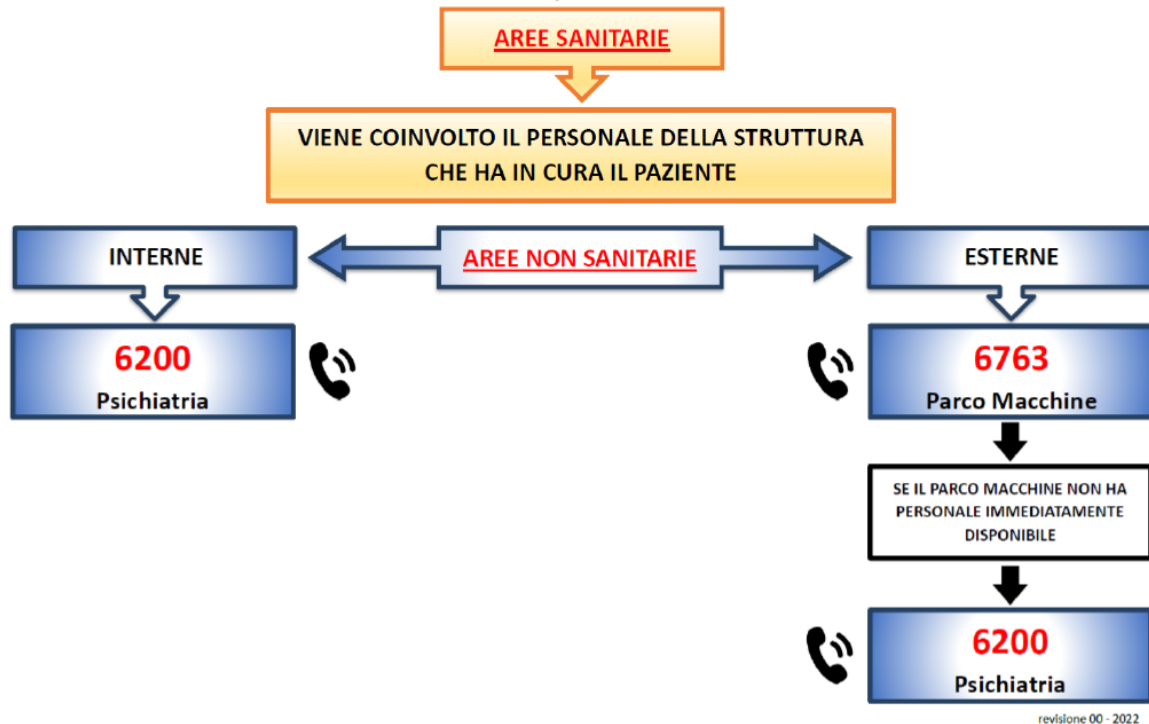 AREE SANITARIE
VIENE COINVOLTO IL PERSONALE DELLA STRUTTURA
CHE HA IN CURA IL PAZIENTE
INTERNE
AREE NON SANITARIE
ESTERNE
6200
Psichiatria
6763
Parco Macchine
SE IL PARCO MACCHINE NON HA
PERSONALE IMMEDIATAMENTE
DISPONIBILE
6200
Psichiatria
revisione 00 - 2022